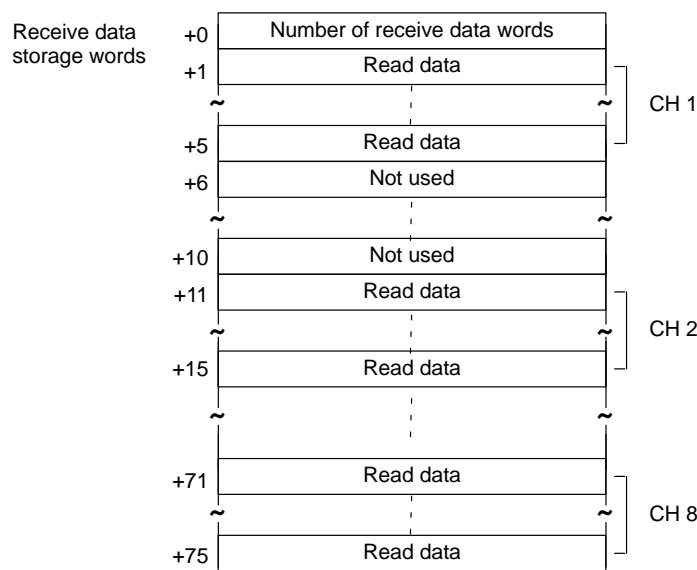 Receive data
storage words
+0 Number of receive data words
+1 Read data
CH 1
+5 Read data
+6 Not used
+10 Not used
+11 Read data
CH 2
+15 Read data
+71 Read data
CH 8
+75 Read data